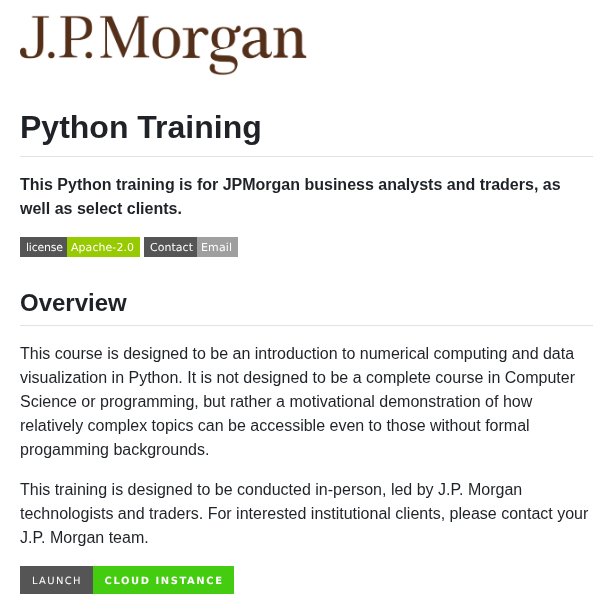 J.P.Morgan
Python Training
This Python training is for JPMorgan business analysts and traders, as
well as select clients.
license Apache-2.0 Contact Email
Overview
This course is designed to be an introduction to numerical computing and data
visualization in Python. It is not designed to be a complete course in Computer
Science or programming, but rather a motivational demonstration of how
relatively complex topics can be accessible even to those without formal
progamming backgrounds.
This training is designed to be conducted in-person, led by J.P. Morgan
technologists and traders. For interested institutional clients, please contact your
J.P. Morgan team.
LAUNCH CLOUD INSTANCE